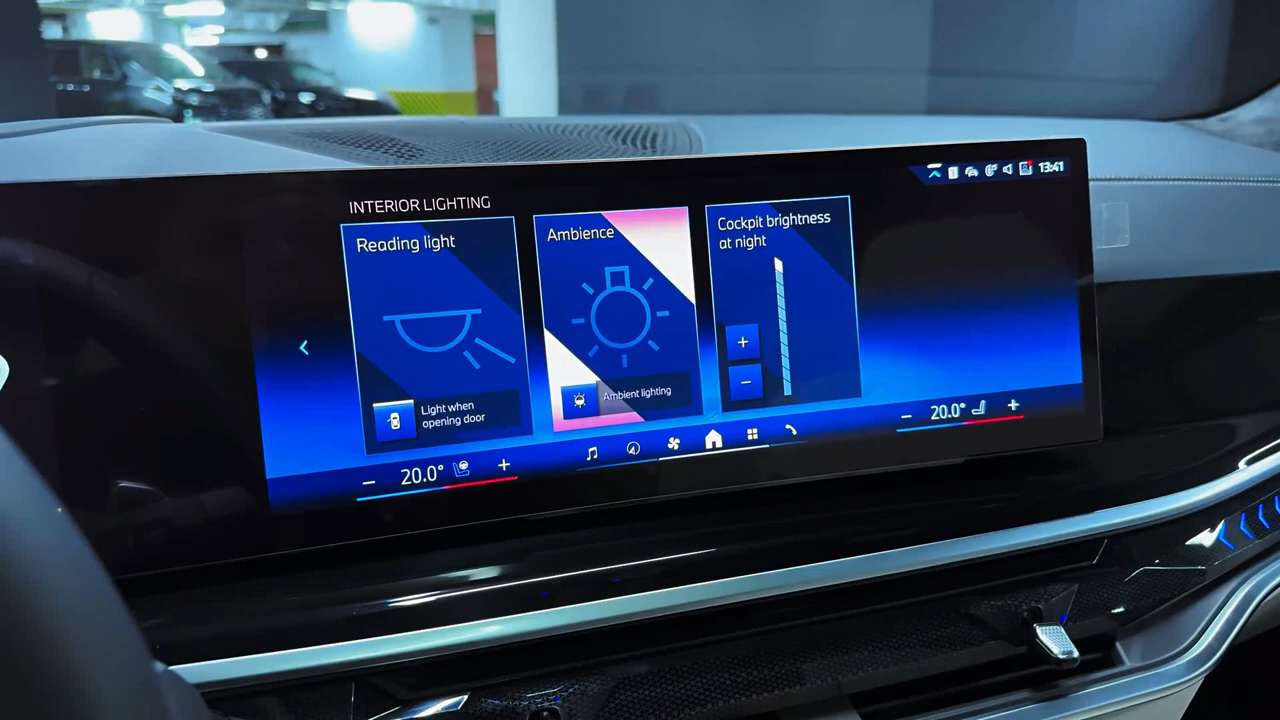 13:41
INTERIOR LIGHTING
Reading light
Ambience
Cockpit brightness
at night
+
−
Light when
opening door
Ambient lighting
− 20.0° +
− 20.0° +